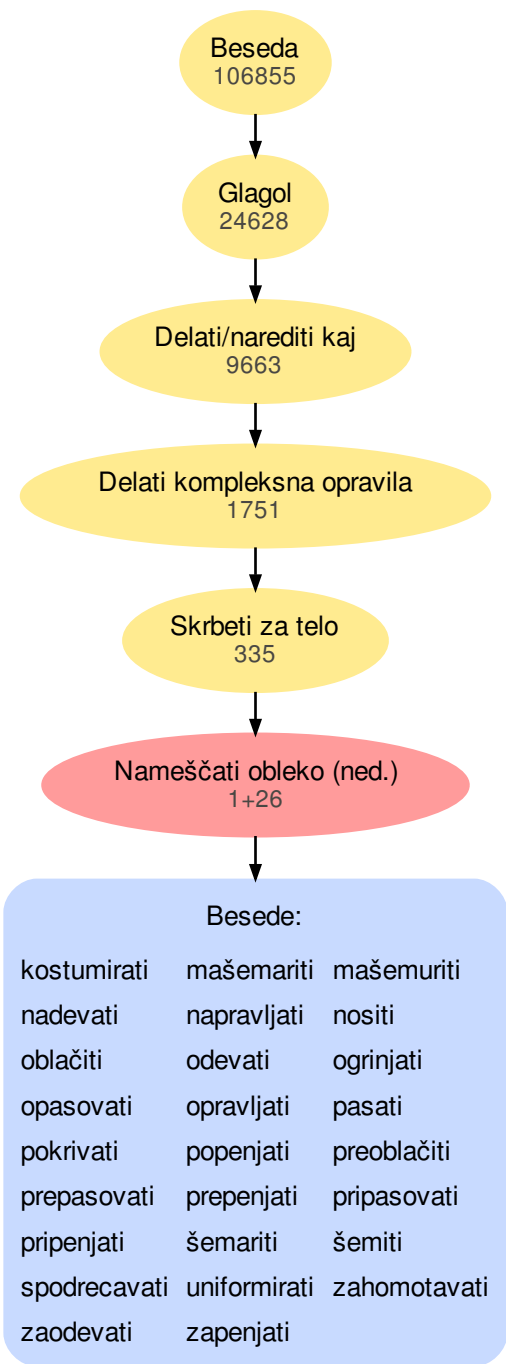 Beseda
106855
Glagol
24628
Delati/narediti kaj
9663
Delati kompleksna opravila
1751
Skrbeti za telo
335
Nameščati obleko (ned.)
1+26
Besede:
kostumirati mašemariti mašemuriti
nadevati napravljati nositi
oblačiti odevati ogrinjati
opasovati opravljati pasati
pokrivati popenjati preoblačiti
prepasovati prepenjati pripasovati
pripenjati šemariti šemiti
spodrecavati uniformirati zahomotavati
zaodevati zapenjati